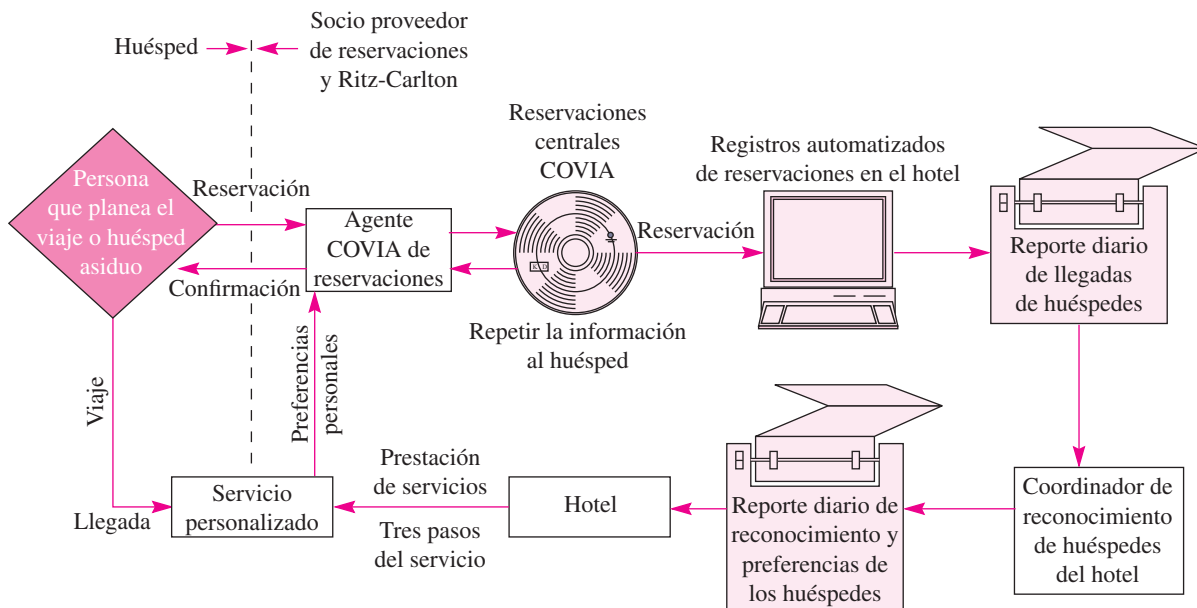 Huésped
Socio proveedor
de reservaciones
y Ritz-Carlton
Persona
que planea el
viaje o huésped
asiduo
Reservación
Confirmación
Agente
COVIA de
reservaciones
Reservaciones
centrales
COVIA
Repetir la información
al huésped
Reservación
Registros automatizados
de reservaciones en el hotel
Reporte diario
de llegadas
de huéspedes
Viaje
Llegada
Preferencias
personales
Servicio
personalizado
Prestación
de servicios
Tres pasos
del servicio
Hotel
Reporte diario de
reconocimiento y
preferencias de
los huéspedes
Coordinador de
reconocimiento
de huéspedes
del hotel